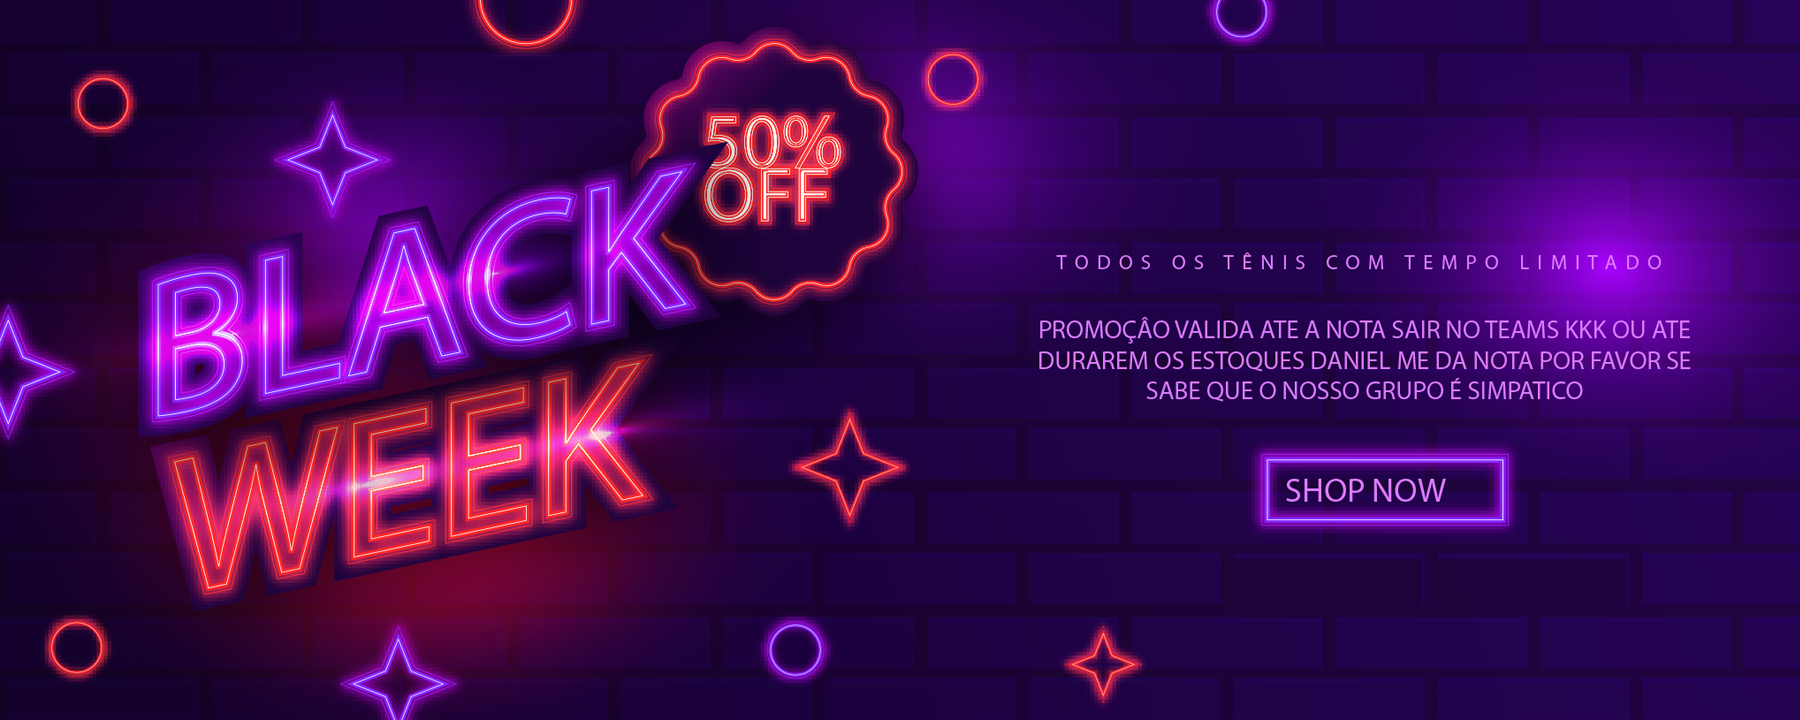 50%
OFF
BLACK
WEEK
TODOS OS TÊNIS COM TEMPO LIMITADO
PROMOÇÂO VALIDA ATE A NOTA SAIR NO TEAMS KKK OU ATE
DURAREM OS ESTOQUES DANIEL ME DA NOTA POR FAVOR SE
SABE QUE O NOSSO GRUPO É SIMPATICO
SHOP NOW